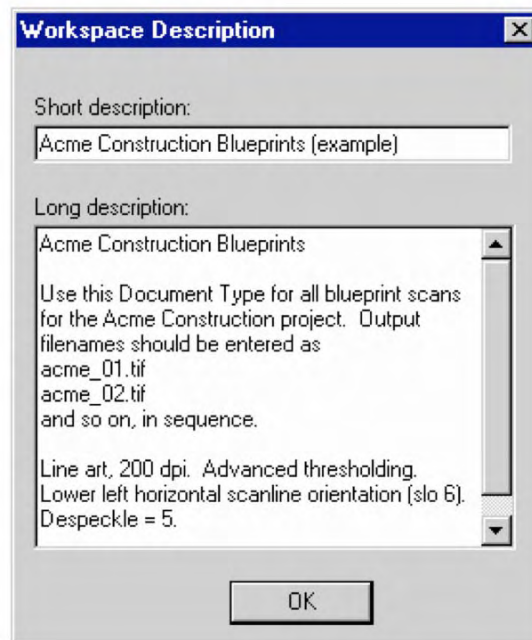 Workspace Description
Short description:
Acme Construction Blueprints (example)
Long description:
Acme Construction Blueprints
Use this Document Type for all blueprint scans
for the Acme Construction project.  Output
filenames should be entered as
acme_01.tif
acme_02.tif
and so on, in sequence.
Line art, 200 dpi.  Advanced thresholding.
Lower left horizontal scanline orientation (slo 6).
Despeckle = 5.
OK